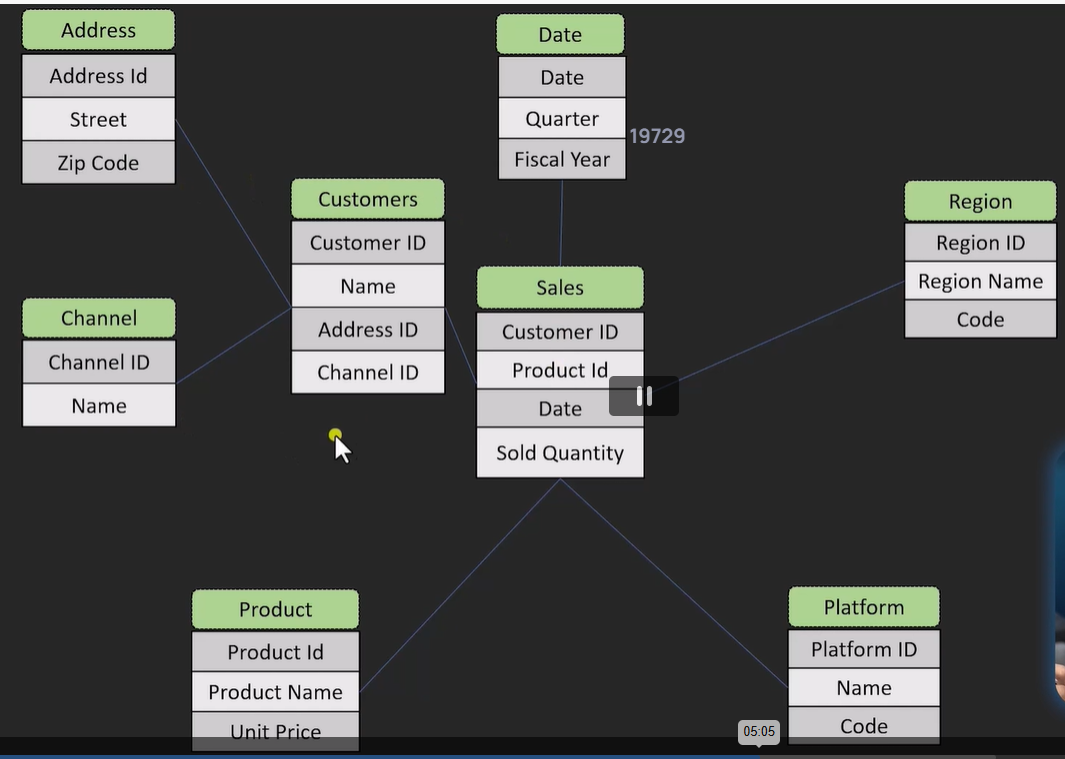 Address
Address Id
Street
Zip Code
Date
Date
Quarter
Fiscal Year
19729
Customers
Customer ID
Name
Address ID
Channel ID
Region
Region ID
Region Name
Code
Channel
Channel ID
Name
Sales
Customer ID
Product Id
Date
Sold Quantity
Product
Product Id
Product Name
Unit Price
Platform
Platform ID
Name
Code
05:05